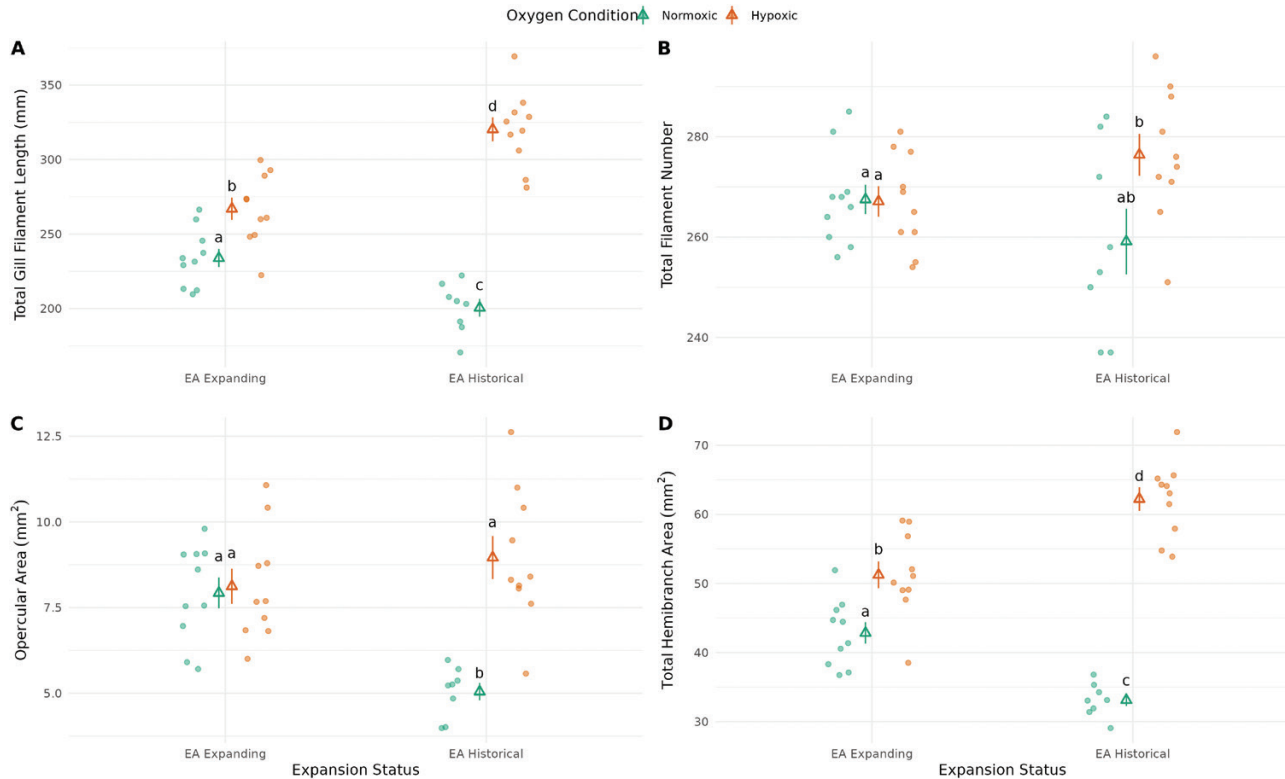 Oxygen Condition Normoxic Hypoxic
A
Total Gill Filament Length (mm)
350
300
250
200
a
b
c
d
EA Expanding
EA Historical
B
Total Filament Number
280
260
240
a
a
ab
b
EA Expanding
EA Historical
C
Opercular Area (mm²)
12.5
10.0
7.5
5.0
a
a
b
a
EA Expanding
EA Historical
Expansion Status
D
Total Hemibranch Area (mm²)
70
60
50
40
30
a
b
c
d
EA Expanding
EA Historical
Expansion Status